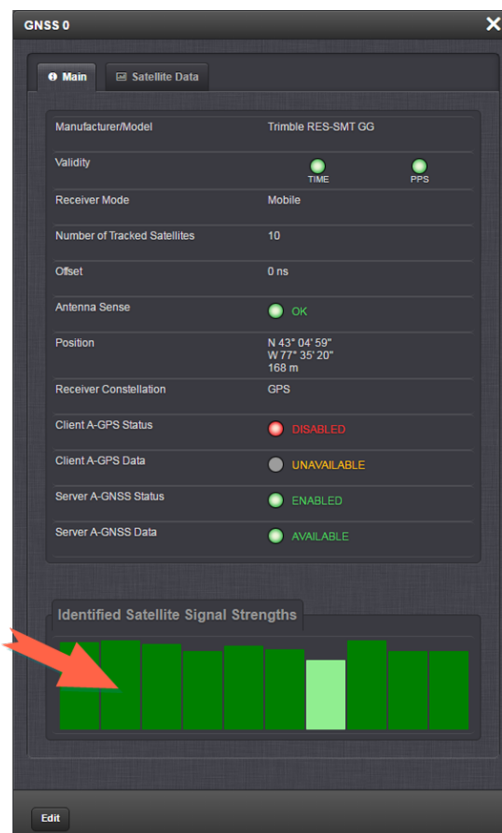 GNSS 0
Main
Satellite Data
Manufacturer/Model Trimble RES-SMT GG
Validity
TIME PPS
Receiver Mode Mobile
Number of Tracked Satellites 10
Offset 0 ns
Antenna Sense OK
Position N 43° 04' 59"
W 77° 35' 20"
168 m
Receiver Constellation GPS
Client A-GPS Status DISABLED
Client A-GPS Data UNAVAILABLE
Server A-GNSS Status ENABLED
Server A-GNSS Data AVAILABLE
Identified Satellite Signal Strengths
Edit